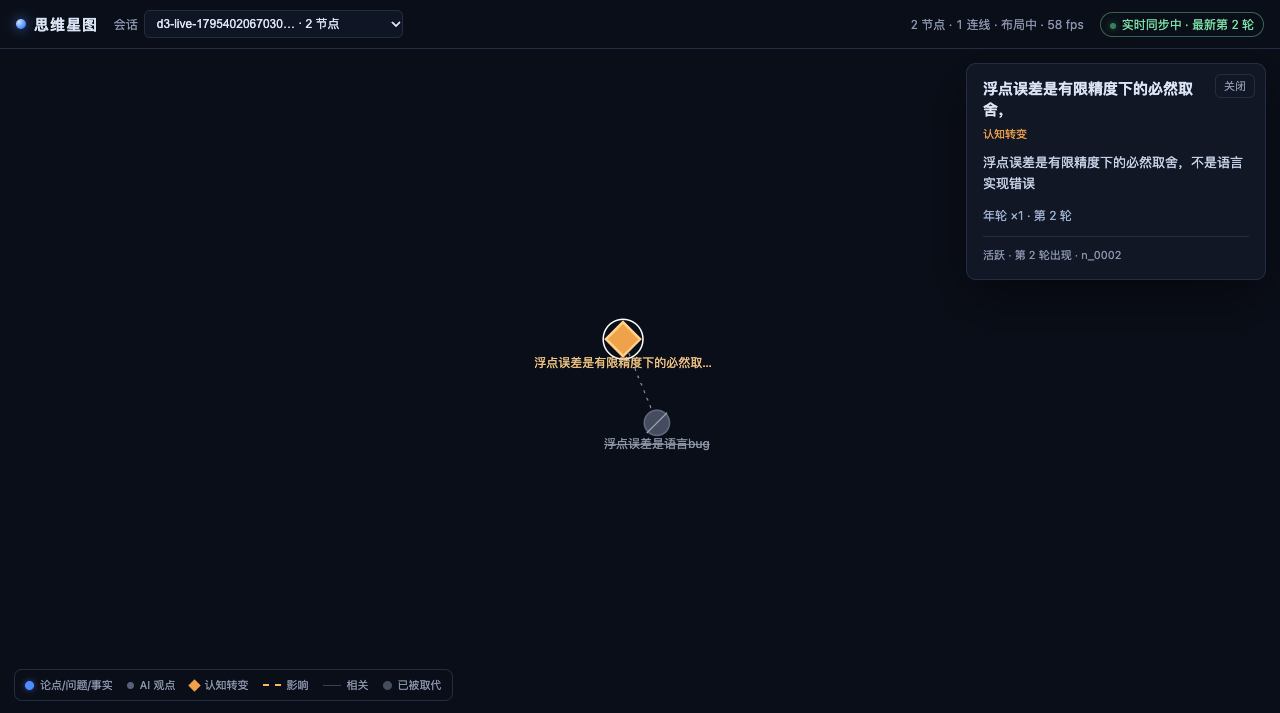 思维星图
会话
d3-live-1795402067030… · 2 节点
2 节点 · 1 连线 · 布局中 · 58 fps
实时同步中 · 最新第 2 轮
浮点误差是有限精度下的必然取
舍，
关闭
认知转变
浮点误差是有限精度下的必然取舍，不是语言
实现错误
年轮 ×1 · 第 2 轮
活跃 · 第 2 轮出现 · n_0002
浮点误差是有限精度下的必然取…
浮点误差是语言bug
论点/问题/事实
AI 观点
认知转变
影响
相关
已被取代